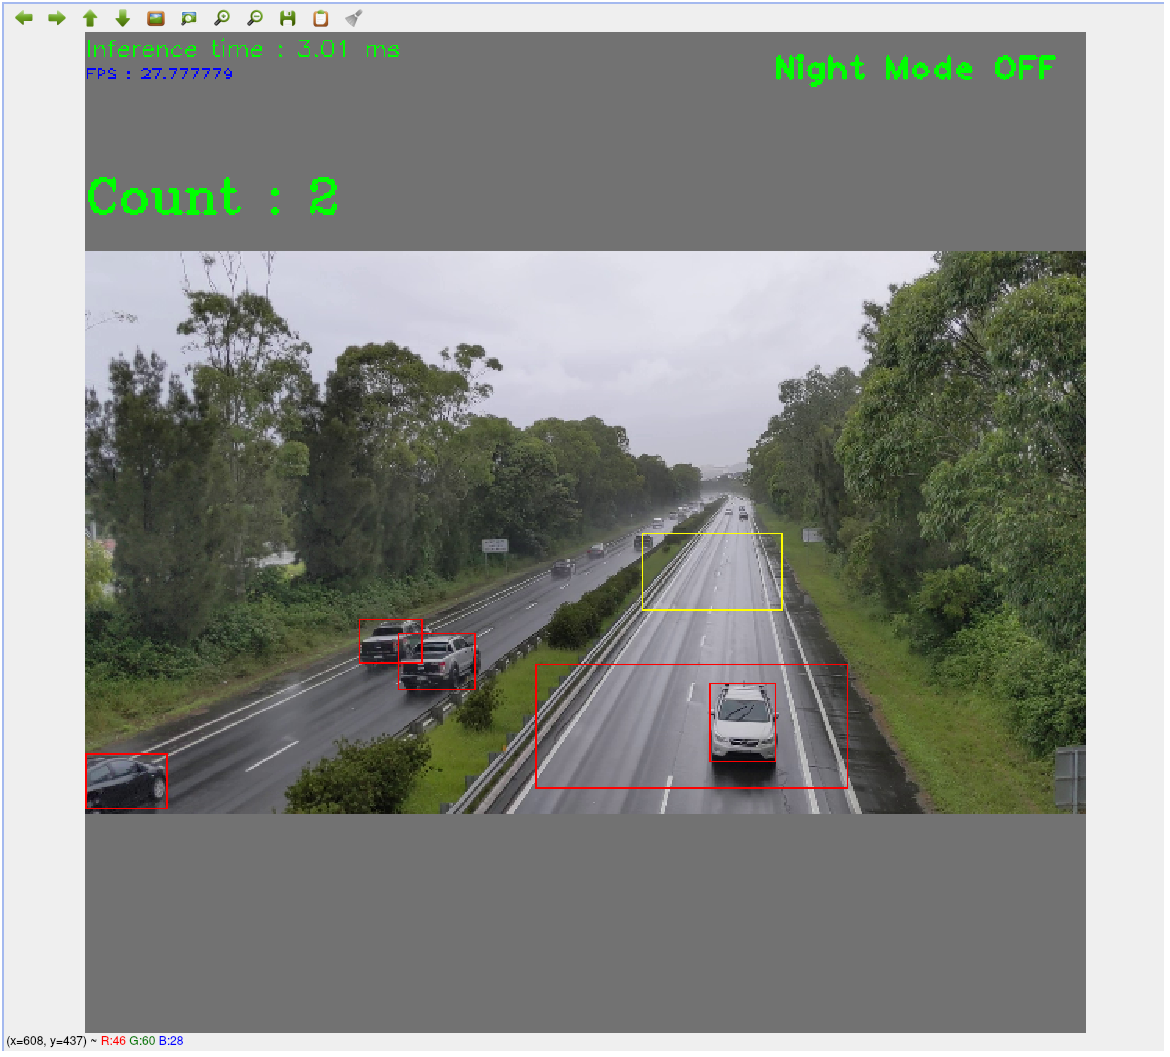 Inference time : 3.01 ms
FPS : 27.777779
Night Mode OFF
Count : 2
(x=608, y=437) ~ R:46 G:60 B:28